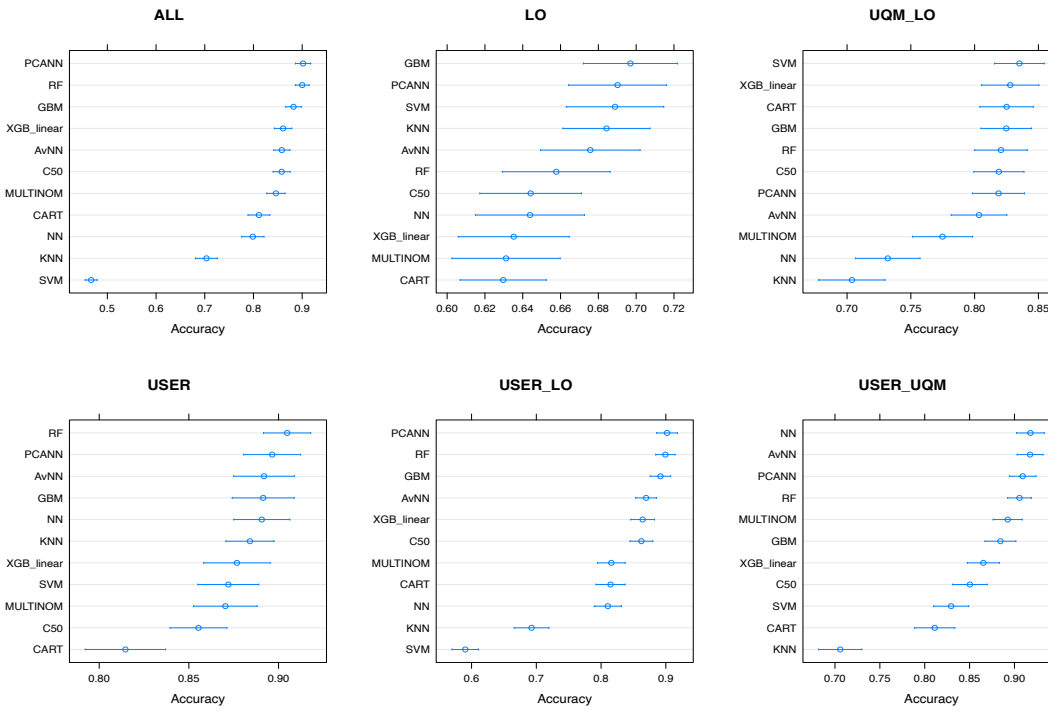 ALL
PCANN
RF
GBM
XGB_linear
AvNN
C50
MULTINOM
CART
NN
KNN
SVM
0.5 0.6 0.7 0.8 0.9
Accuracy
LO
GBM
PCANN
SVM
KNN
AvNN
RF
C50
NN
XGB_linear
MULTINOM
CART
0.60 0.62 0.64 0.66 0.68 0.70 0.72
Accuracy
UQM_LO
SVM
XGB_linear
CART
GBM
RF
C50
PCANN
AvNN
MULTINOM
NN
KNN
0.70 0.75 0.80 0.85
Accuracy
USER
RF
PCANN
AvNN
GBM
NN
KNN
XGB_linear
SVM
MULTINOM
C50
CART
0.80 0.85 0.90
Accuracy
USER_LO
PCANN
RF
GBM
AvNN
XGB_linear
C50
MULTINOM
CART
NN
KNN
SVM
0.6 0.7 0.8 0.9
Accuracy
USER_UQM
NN
AvNN
PCANN
RF
MULTINOM
GBM
XGB_linear
C50
SVM
CART
KNN
0.70 0.75 0.80 0.85 0.90
Accuracy